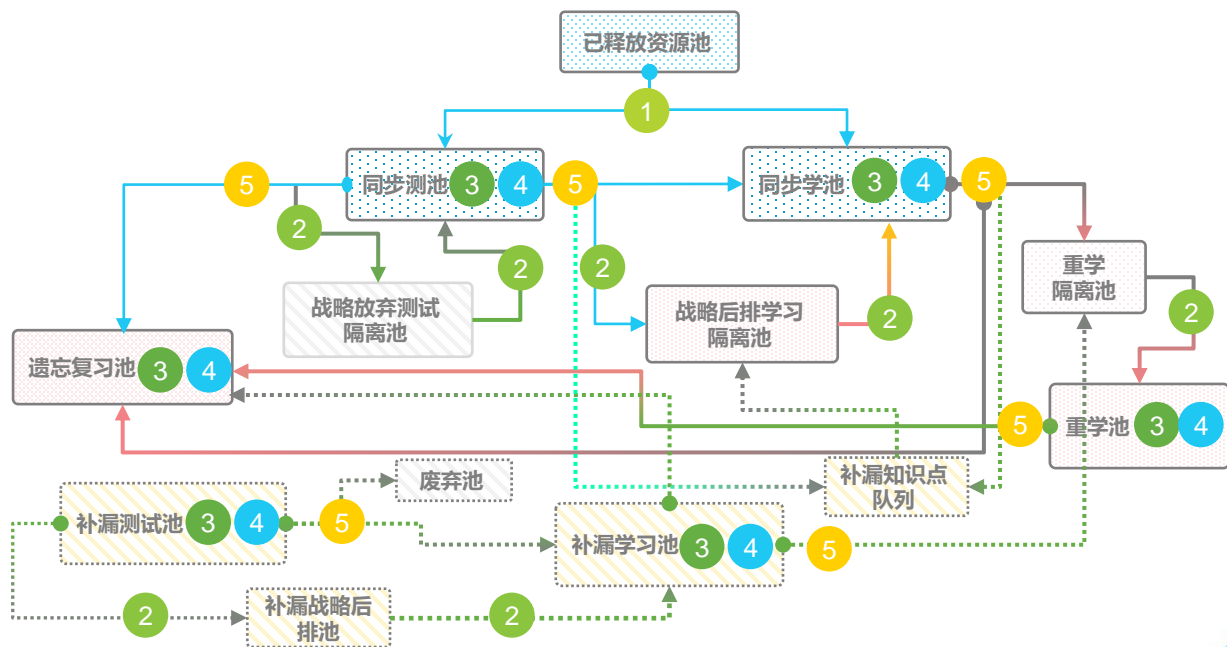 已释放资源池
1
同步测池 3 4
5
5
同步学池 3 4
5
2
2
2
战略放弃测试
隔离池
战略后排学习
隔离池
2
重学
隔离池
2
遗忘复习池 3 4
5
重学池 3 4
废弃池
补漏知识点
队列
补漏测试池 3 4
5
补漏学习池 3 4
5
2
补漏战略后
排池
2